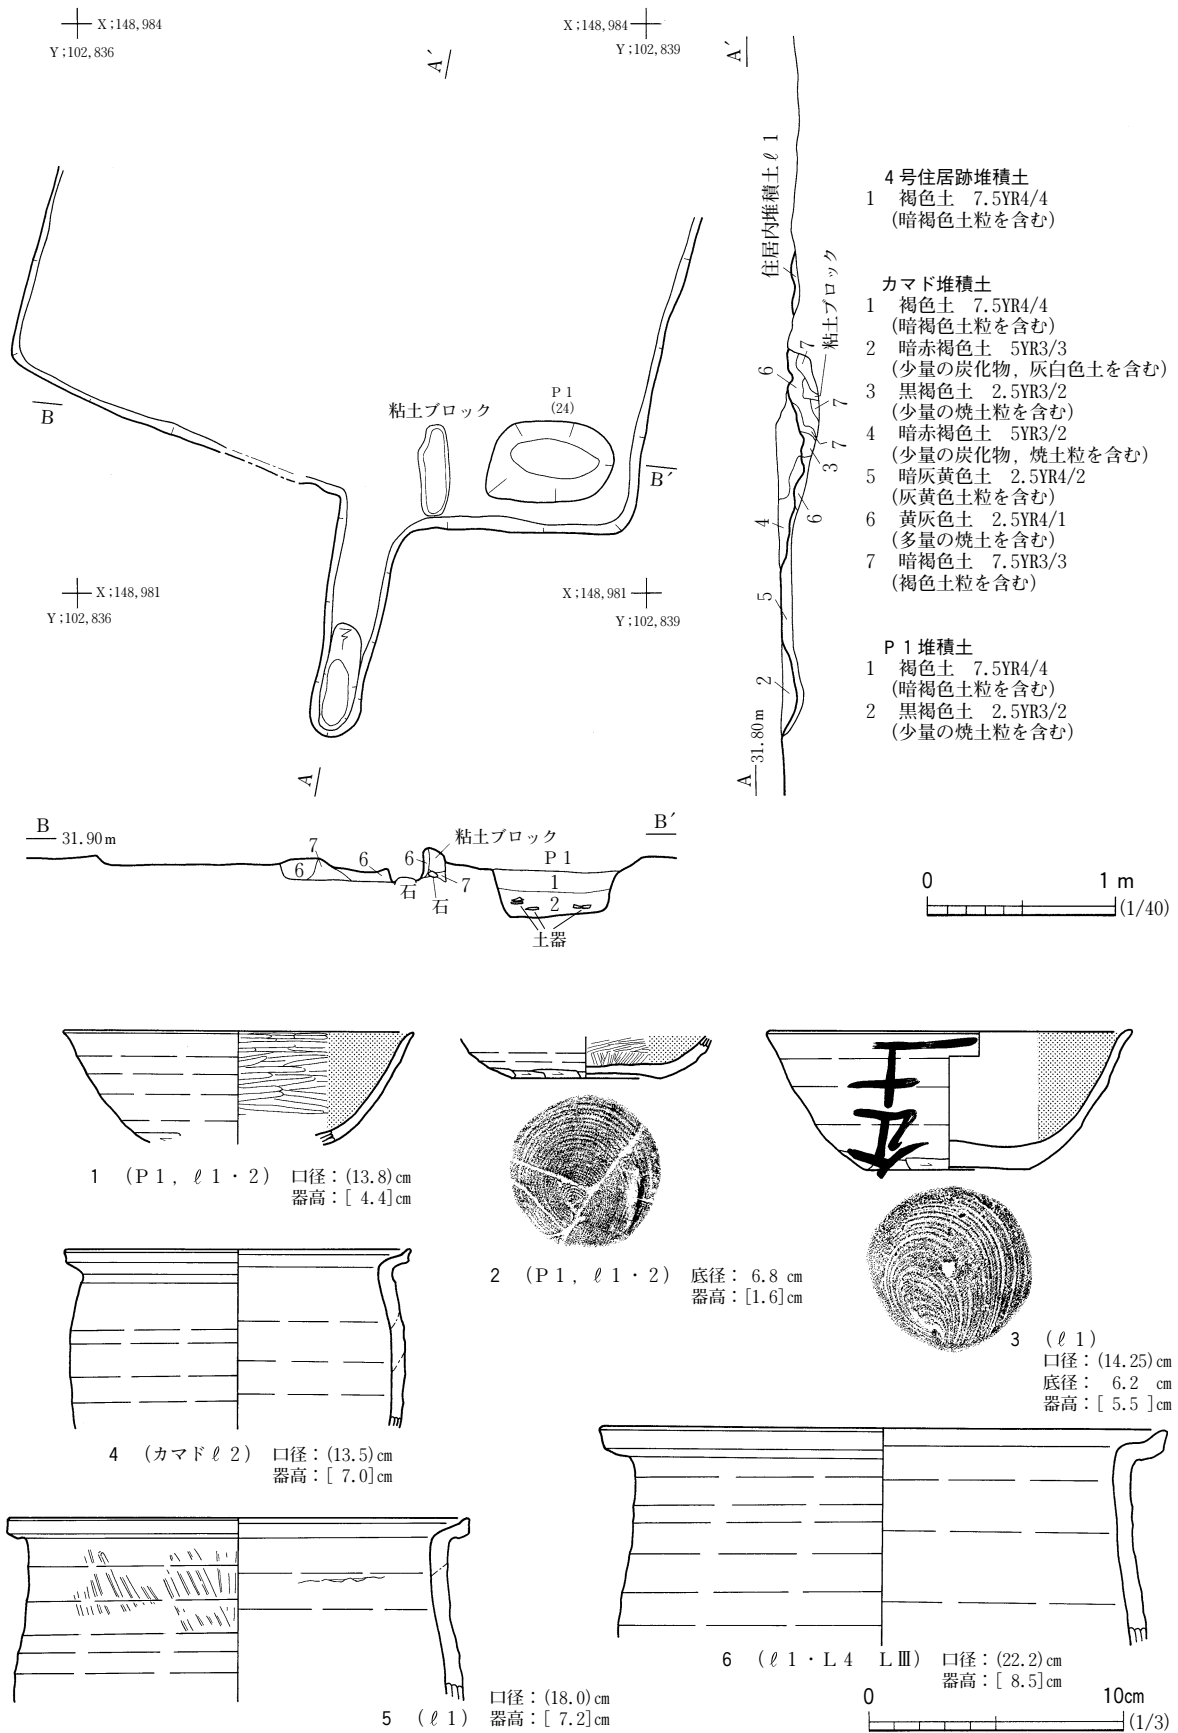 X;148,984
Y;102,836
X;148,984
Y;102,839
A′
A′
住居内堆積土ℓ1
粘土ブロック
4号住居跡堆積土
1 褐色土 7.5YR4/4
(暗褐色土粒を含む)
カマド堆積土
1 褐色土 7.5YR4/4
(暗褐色土粒を含む)
2 暗赤褐色土 5YR3/3
(少量の炭化物, 灰白色土を含む)
3 黒褐色土 2.5YR3/2
(少量の焼土粒を含む)
4 暗赤褐色土 5YR3/2
(少量の炭化物, 焼土粒を含む)
5 暗灰黄色土 2.5YR4/2
(灰黄色土粒を含む)
6 黄灰色土 2.5YR4/1
(多量の焼土を含む)
7 暗褐色土 7.5YR3/3
(褐色土粒を含む)
P1堆積土
1 褐色土 7.5YR4/4
(暗褐色土粒を含む)
2 黒褐色土 2.5YR3/2
(少量の焼土粒を含む)
B
粘土ブロック
P1
(24)
B′
7
6
7
7
3
6
4
5
2
X;148,981
Y;102,836
X;148,981
Y;102,839
A
A 31.80m
B 31.90m
B′
7
6
6
6
粘土ブロック
7
石
石
P1
1
2
土器
0 1m
(1/40)
1 (P1, ℓ1・2) 口径:(13.8)cm
器高:[ 4.4]cm
2 (P1, ℓ1・2) 底径: 6.8 cm
器高:[1.6]cm
3 (ℓ1)
口径:(14.25)cm
底径: 6.2 cm
器高:[ 5.5 ]cm
4 (カマドℓ2) 口径:(13.5)cm
器高:[ 7.0]cm
5 (ℓ1) 口径:(18.0)cm
器高:[ 7.2]cm
6 (ℓ1・L4 LⅢ) 口径:(22.2)cm
器高:[ 8.5]cm
0 10cm
(1/3)